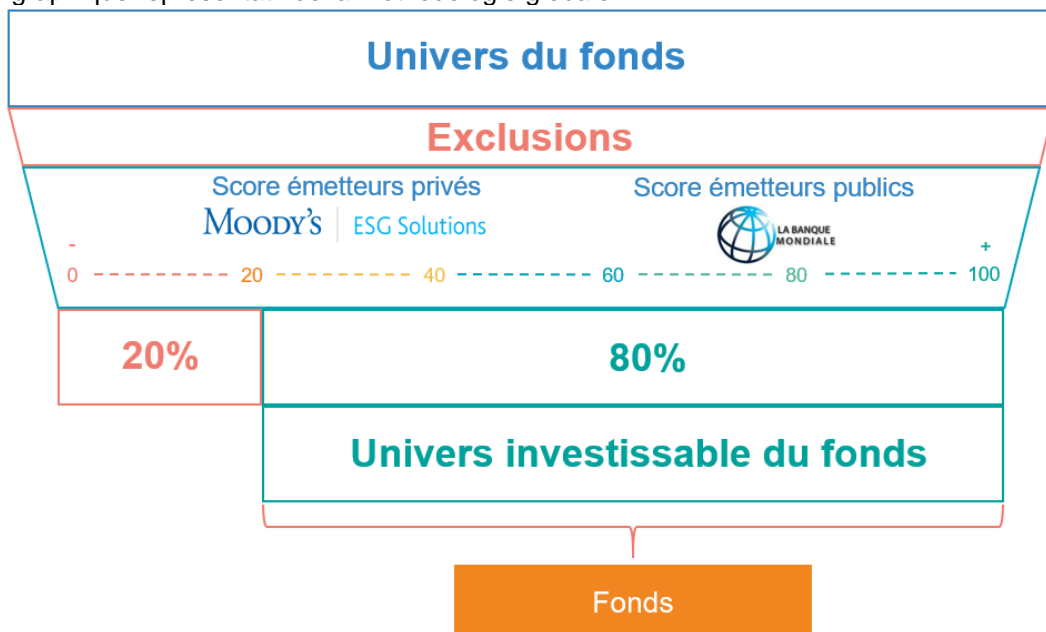 Univers du fonds
Exclusions
Score émetteurs privés Score émetteurs publics
MOODY'S | ESG Solutions LA BANQUE
MONDIALE
- +
0 20 40 60 80 100
20% 80%
Univers investissable du fonds
Fonds